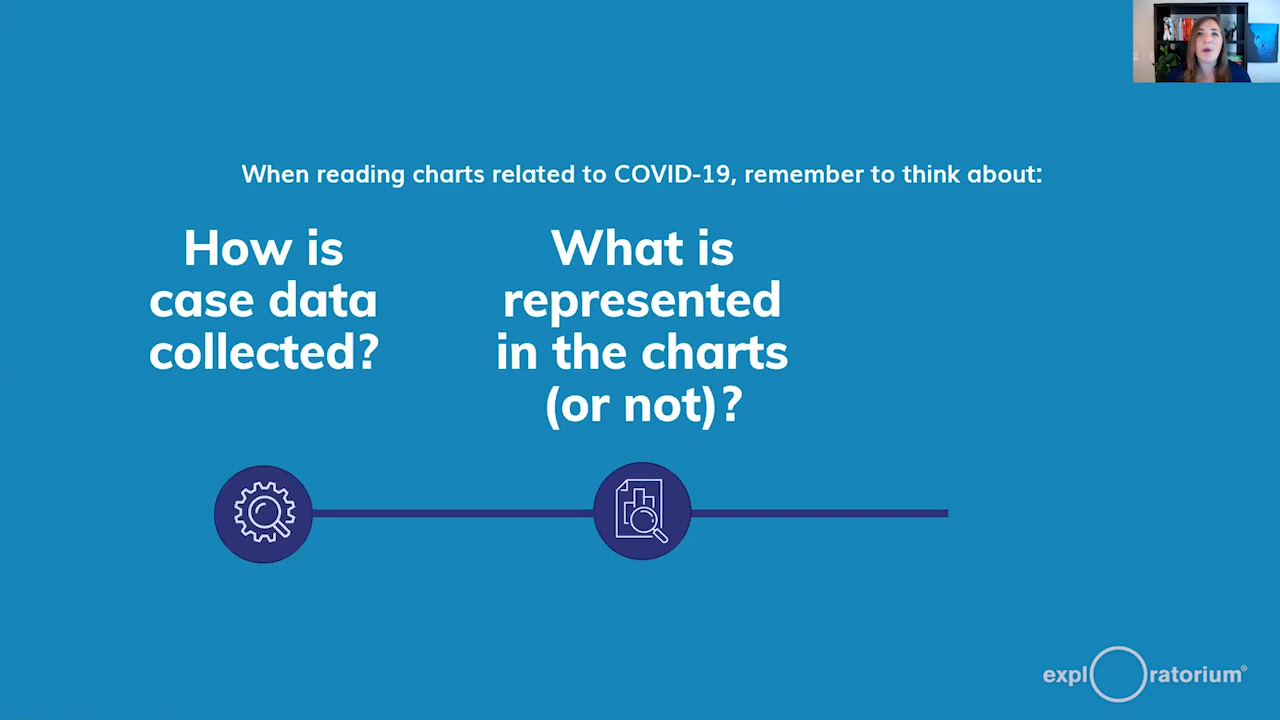 When reading charts related to COVID-19, remember to think about:
How is
case data
collected?
What is
represented
in the charts
(or not)?
exploratorium®